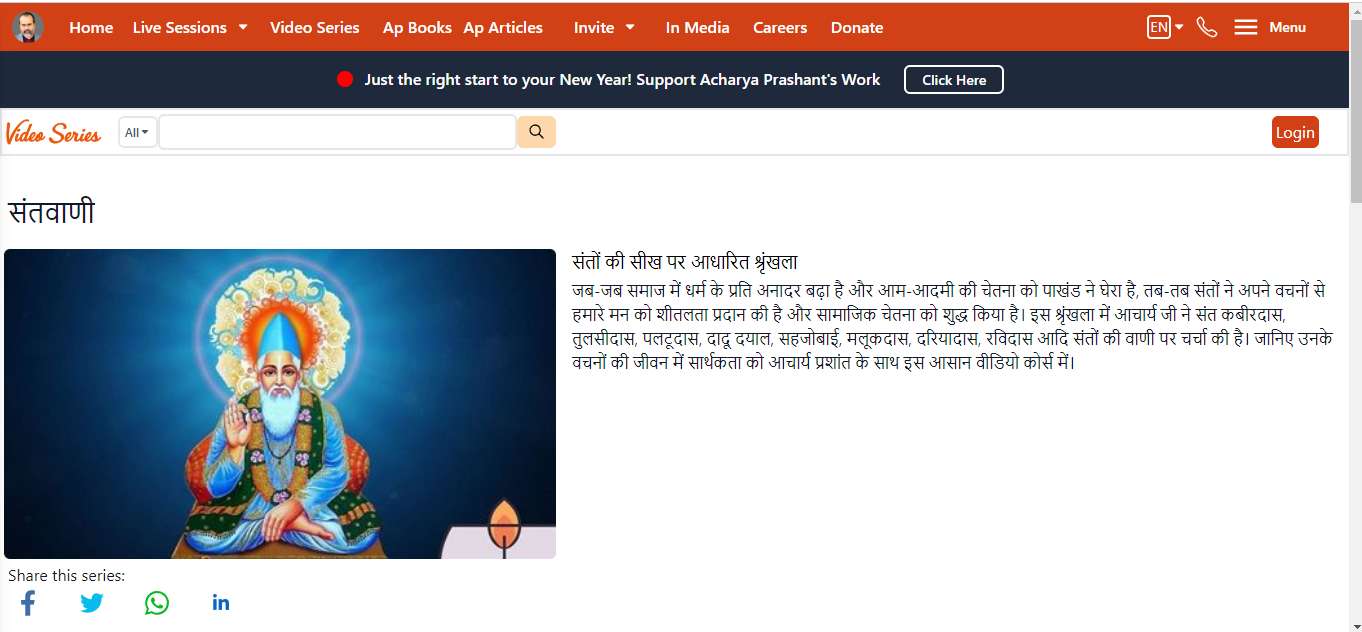 Home Live Sessions Video Series Ap Books Ap Articles Invite In Media Careers Donate EN Menu
Just the right start to your New Year! Support Acharya Prashant's Work Click Here
Video Series All Login
संतवाणी
संतों की सीख पर आधारित श्रृंखला
जब-जब समाज में धर्म के प्रति अनादर बढ़ा है और आम-आदमी की चेतना को पाखंड ने घेरा है, तब-तब संतों ने अपने वचनों से
हमारे मन को शीतलता प्रदान की है और सामाजिक चेतना को शुद्ध किया है। इस श्रृंखला में आचार्य जी ने संत कबीरदास,
तुलसीदास, पलटूदास, दादू दयाल, सहजोबाई, मलूकदास, दरियादास, रविदास आदि संतों की वाणी पर चर्चा की है। जानिए उनके
वचनों की जीवन में सार्थकता को आचार्य प्रशांत के साथ इस आसान वीडियो कोर्स में।
Share this series: